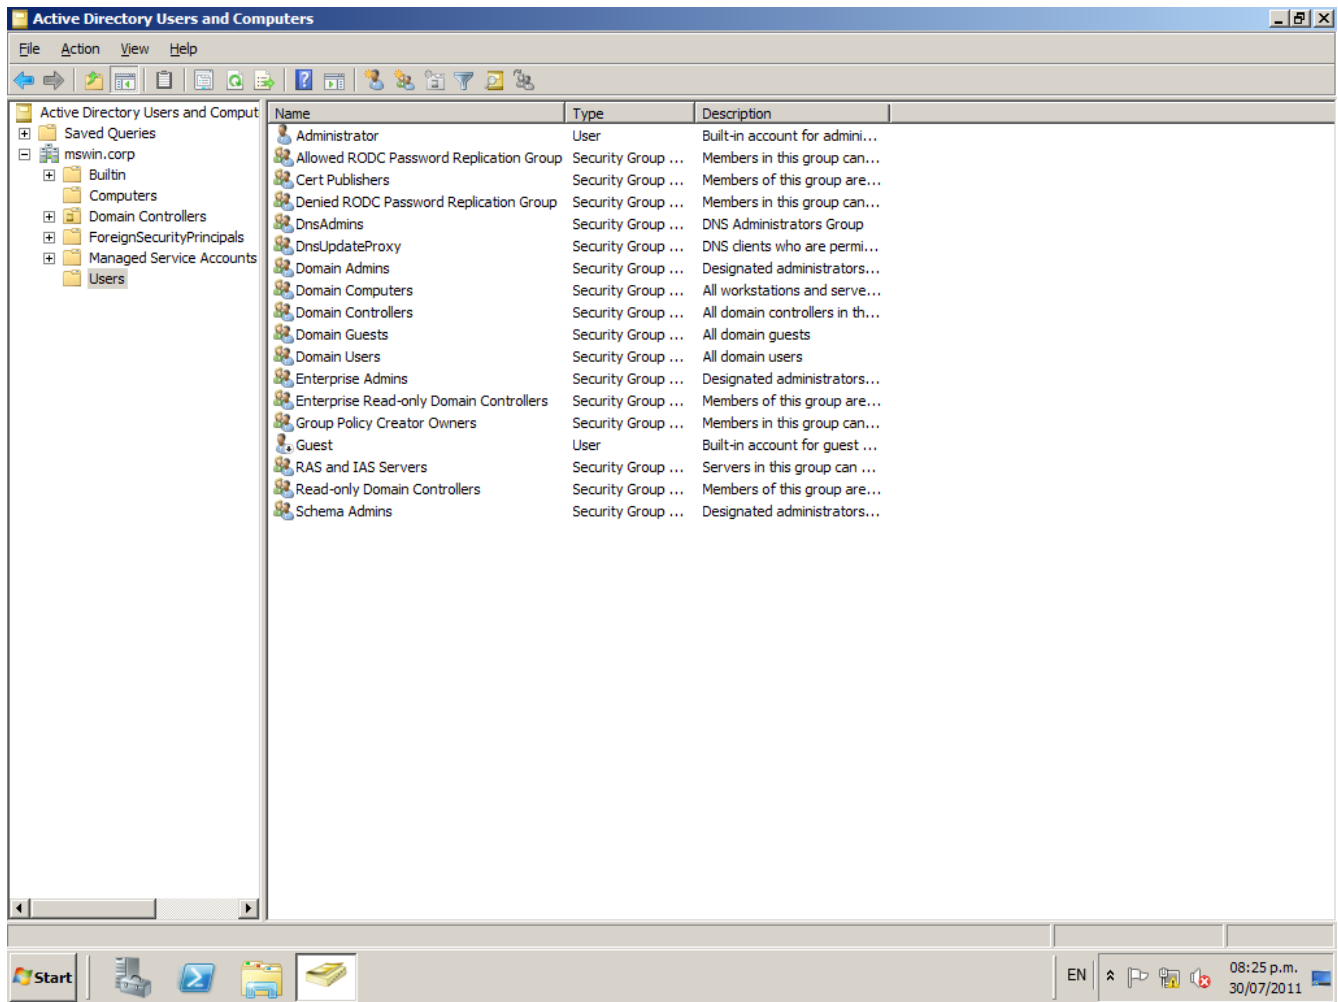 Active Directory Users and Computers
File Action View Help
Active Directory Users and Comput
Saved Queries
mswin.corp
Builtin
Computers
Domain Controllers
ForeignSecurityPrincipals
Managed Service Accounts
Users
Name Type Description
Administrator User Built-in account for admini...
Allowed RODC Password Replication Group Security Group ... Members in this group can...
Cert Publishers Security Group ... Members of this group are...
Denied RODC Password Replication Group Security Group ... Members in this group can...
DnsAdmins Security Group ... DNS Administrators Group
DnsUpdateProxy Security Group ... DNS clients who are permi...
Domain Admins Security Group ... Designated administrators...
Domain Computers Security Group ... All workstations and serve...
Domain Controllers Security Group ... All domain controllers in th...
Domain Guests Security Group ... All domain guests
Domain Users Security Group ... All domain users
Enterprise Admins Security Group ... Designated administrators...
Enterprise Read-only Domain Controllers Security Group ... Members of this group are...
Group Policy Creator Owners Security Group ... Members in this group can...
Guest User Built-in account for guest ...
RAS and IAS Servers Security Group ... Servers in this group can ...
Read-only Domain Controllers Security Group ... Members of this group are...
Schema Admins Security Group ... Designated administrators...
Start EN 08:25 p.m.
30/07/2011